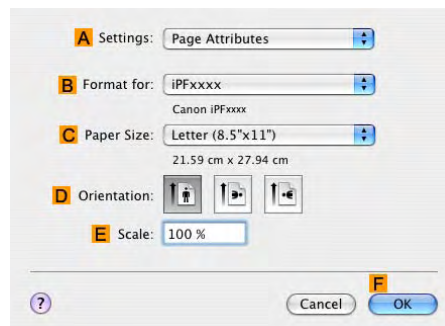 A Settings: Page Attributes
B Format for: iPFxxxx
Canon iPFxxxx
C Paper Size: Letter (8.5"x11")
21.59 cm x 27.94 cm
D Orientation:
E Scale: 100 %
F
? Cancel OK